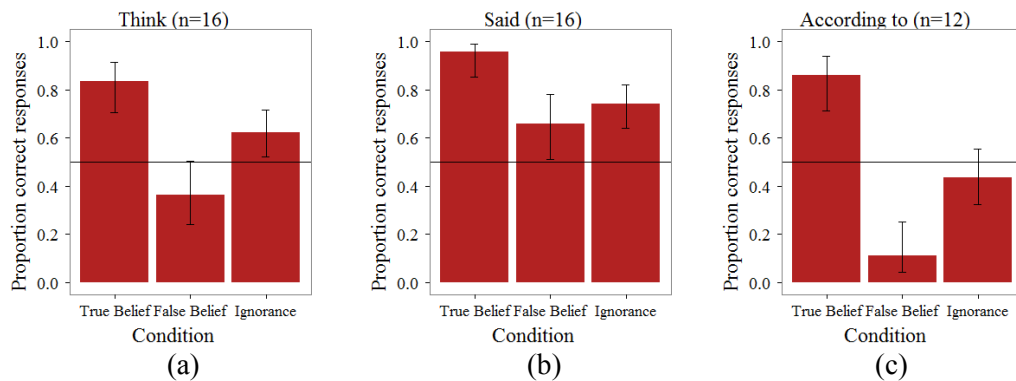 Think (n=16)
Proportion correct responses
1.0
0.8
0.6
0.4
0.2
0.0
True Belief False Belief Ignorance
Condition
(a)
Said (n=16)
Proportion correct responses
1.0
0.8
0.6
0.4
0.2
0.0
True Belief False Belief Ignorance
Condition
(b)
According to (n=12)
Proportion correct responses
1.0
0.8
0.6
0.4
0.2
0.0
True Belief False Belief Ignorance
Condition
(c)